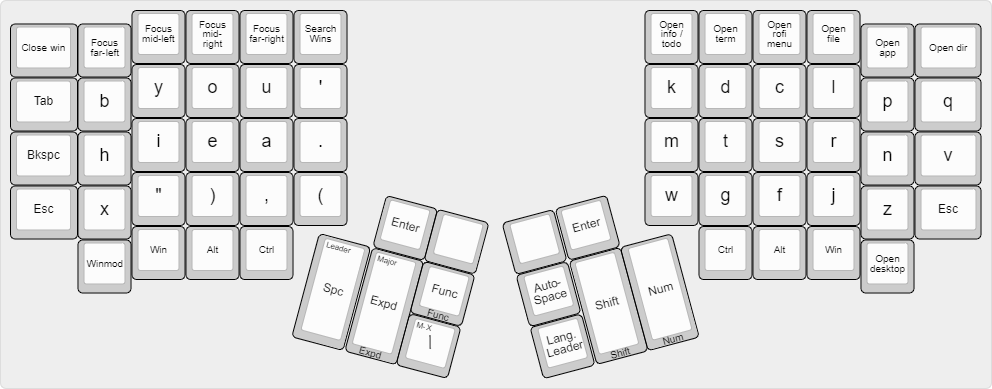 Close win
Focus
far-left
Focus
mid-left
Focus
mid-
right
Focus
far-right
Search
Wins
Open
info /
todo
Open
term
Open
rofi
menu
Open
file
Open
app
Open dir
Tab
b
y
o
u
'
k
d
c
l
p
q
Bkspc
h
i
e
a
.
m
t
s
r
n
v
Esc
x
"
)
,
(
w
g
f
j
z
Esc
Winmod
Win
Alt
Ctrl
Ctrl
Alt
Win
Open
desktop
Enter
Leader
Spc
Major
Expd
Expd
Func
Func
M-X
\
Enter
Auto-
Space
Shift
Shift
Num
Num
Lang.
Leader